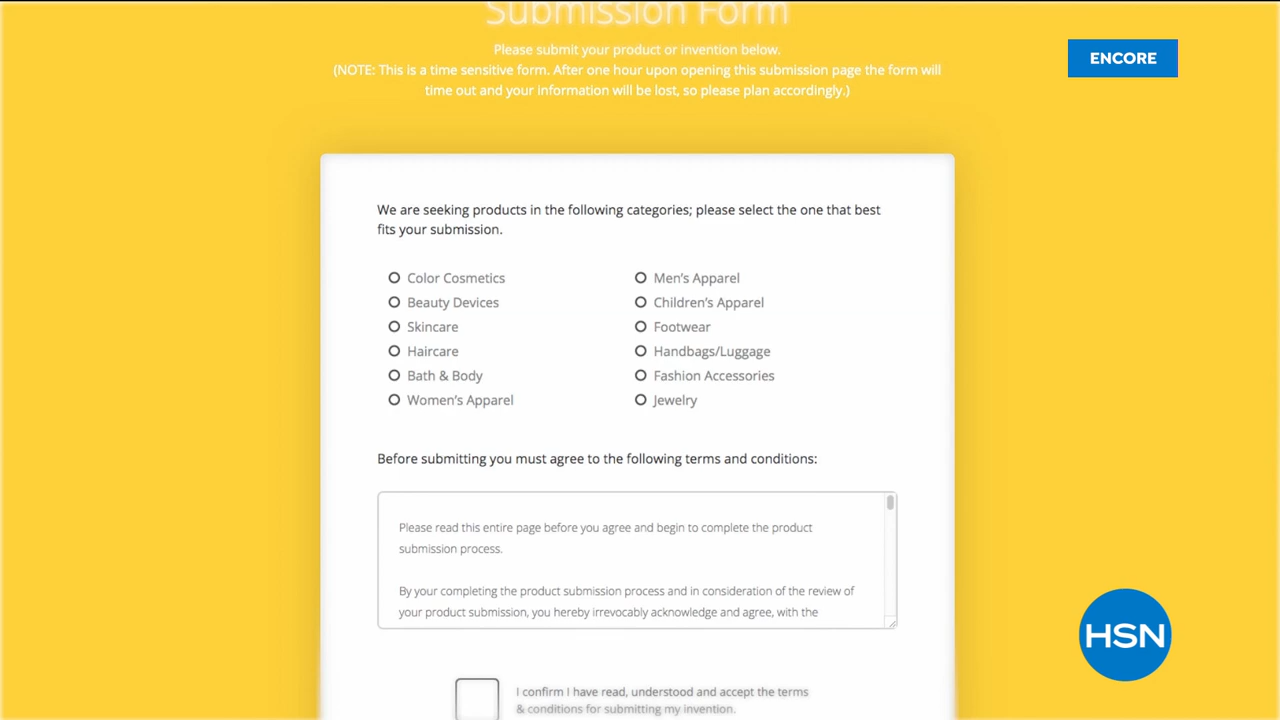 Submission Form
Please submit your product or invention below.
(NOTE: This is a time sensitive form. After one hour upon opening this submission page the form will
time out and your information will be lost, so please plan accordingly.)
ENCORE
We are seeking products in the following categories; please select the one that best
fits your submission.
Color Cosmetics
Beauty Devices
Skincare
Haircare
Bath & Body
Women's Apparel
Men's Apparel
Children's Apparel
Footwear
Handbags/Luggage
Fashion Accessories
Jewelry
Before submitting you must agree to the following terms and conditions:
Please read this entire page before you agree and begin to complete the product
submission process.
By your completing the product submission process and in consideration of the review of
your product submission, you hereby irrevocably acknowledge and agree, with the
I confirm I have read, understood and accept the terms
& conditions for submitting my invention.
HSN